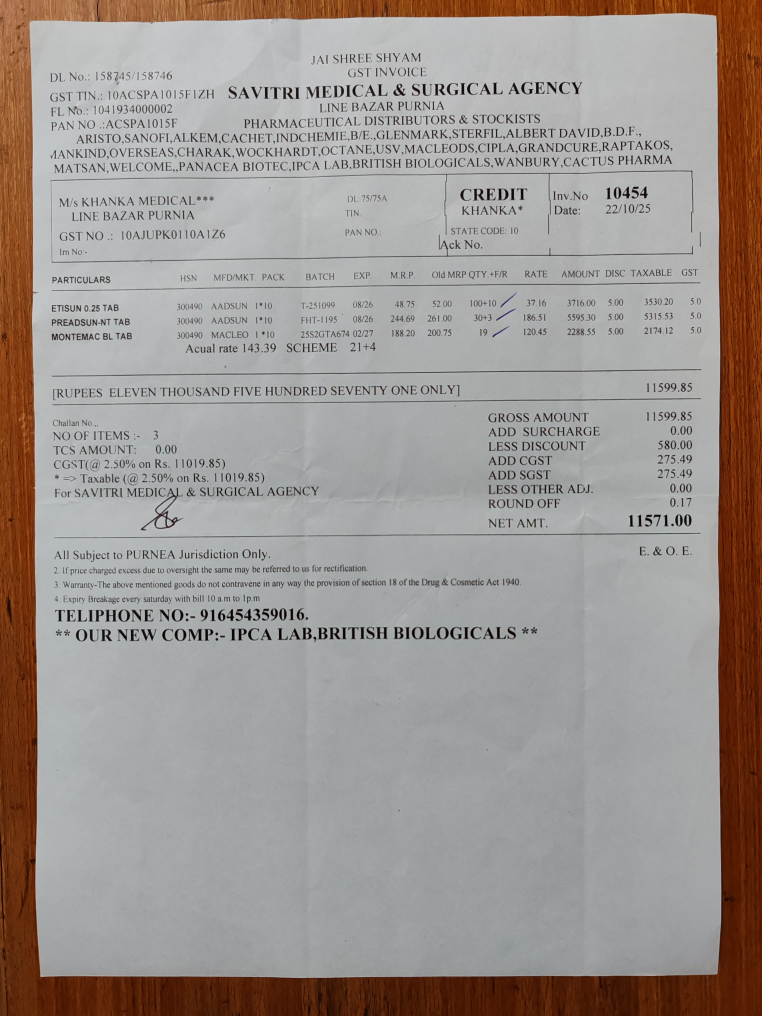 JAI SHREE SHYAM
DL No.: 158745/158746 GST INVOICE
GST TIN.: 10ACSPA1015F1ZH SAVITRI MEDICAL & SURGICAL AGENCY
FL No.: 1041934000002 LINE BAZAR PURNIA
PAN NO .:ACSPA1015F PHARMACEUTICAL DISTRIBUTORS & STOCKISTS
ARISTO,SANOFI,ALKEM,CACHET,INDCHEMIE,B/E.,GLENMARK,STERFIL,ALBERT DAVID,B.D.F.,
MANKIND,OVERSEAS,CHARAK,WOCKHARDT,OCTANE,USV,MACLEODS,CIPLA,GRANDCURE,RAPTAKOS,
MATSAN,WELCOME,,PANACEA BIOTEC,IPCA LAB,BRITISH BIOLOGICALS,WANBURY,CACTUS PHARMA
M/s KHANKA MEDICAL*** DL 75/75A CREDIT Inv.No 10454
LINE BAZAR PURNIA TIN. KHANKA* Date: 22/10/25
GST NO .: 10AJUPK0110A1Z6 PAN NO.: STATE CODE: 10
Im No:- Ack No.
PARTICULARS HSN MFD/MKT. PACK BATCH EXP. M.R.P Old MRP QTY.+F/R RATE AMOUNT DISC TAXABLE GST
ETISUN 0.25 TAB 300490 AADSUN 1*10 T-251099 08/26 48.75 52.00 100+10 37.16 3716.00 5.00 3530.20 5.0
PREADSUN-NT TAB 300490 AADSUN 1*10 FHT-1195 08/26 244.69 261.00 30+3 186.51 5595.30 5.00 5315.53 5.0
MONTEMAC BL TAB 300490 MACLEO 1*10 25S2GTA674 02/27 188.20 200.75 19 120.45 2288.55 5.00 2174.12 5.0
Acual rate 143.39 SCHEME 21+4
[RUPEES ELEVEN THOUSAND FIVE HUNDRED SEVENTY ONE ONLY] 11599.85
Challan No.,. GROSS AMOUNT 11599.85
NO OF ITEMS :- 3 ADD SURCHARGE 0.00
TCS AMOUNT: 0.00 LESS DISCOUNT 580.00
CGST(@ 2.50% on Rs. 11019.85) ADD CGST 275.49
* => Taxable (@ 2.50% on Rs. 11019.85) ADD SGST 275.49
For SAVITRI MEDICAL & SURGICAL AGENCY LESS OTHER ADJ. 0.00
ROUND OFF 0.17
NET AMT. 11571.00
All Subject to PURNEA Jurisdiction Only. E. & O. E.
2. If price charged excess due to oversight the same may be referred to us for rectification.
3. Warranty-The above mentioned goods do not contravene in any way the provision of section 18 of the Drug & Cosmetic Act 1940.
4. Expiry Breakage every saturday with bill 10 a.m to 1p.m
TELIPHONE NO:- 916454359016.
** OUR NEW COMP:- IPCA LAB,BRITISH BIOLOGICALS **